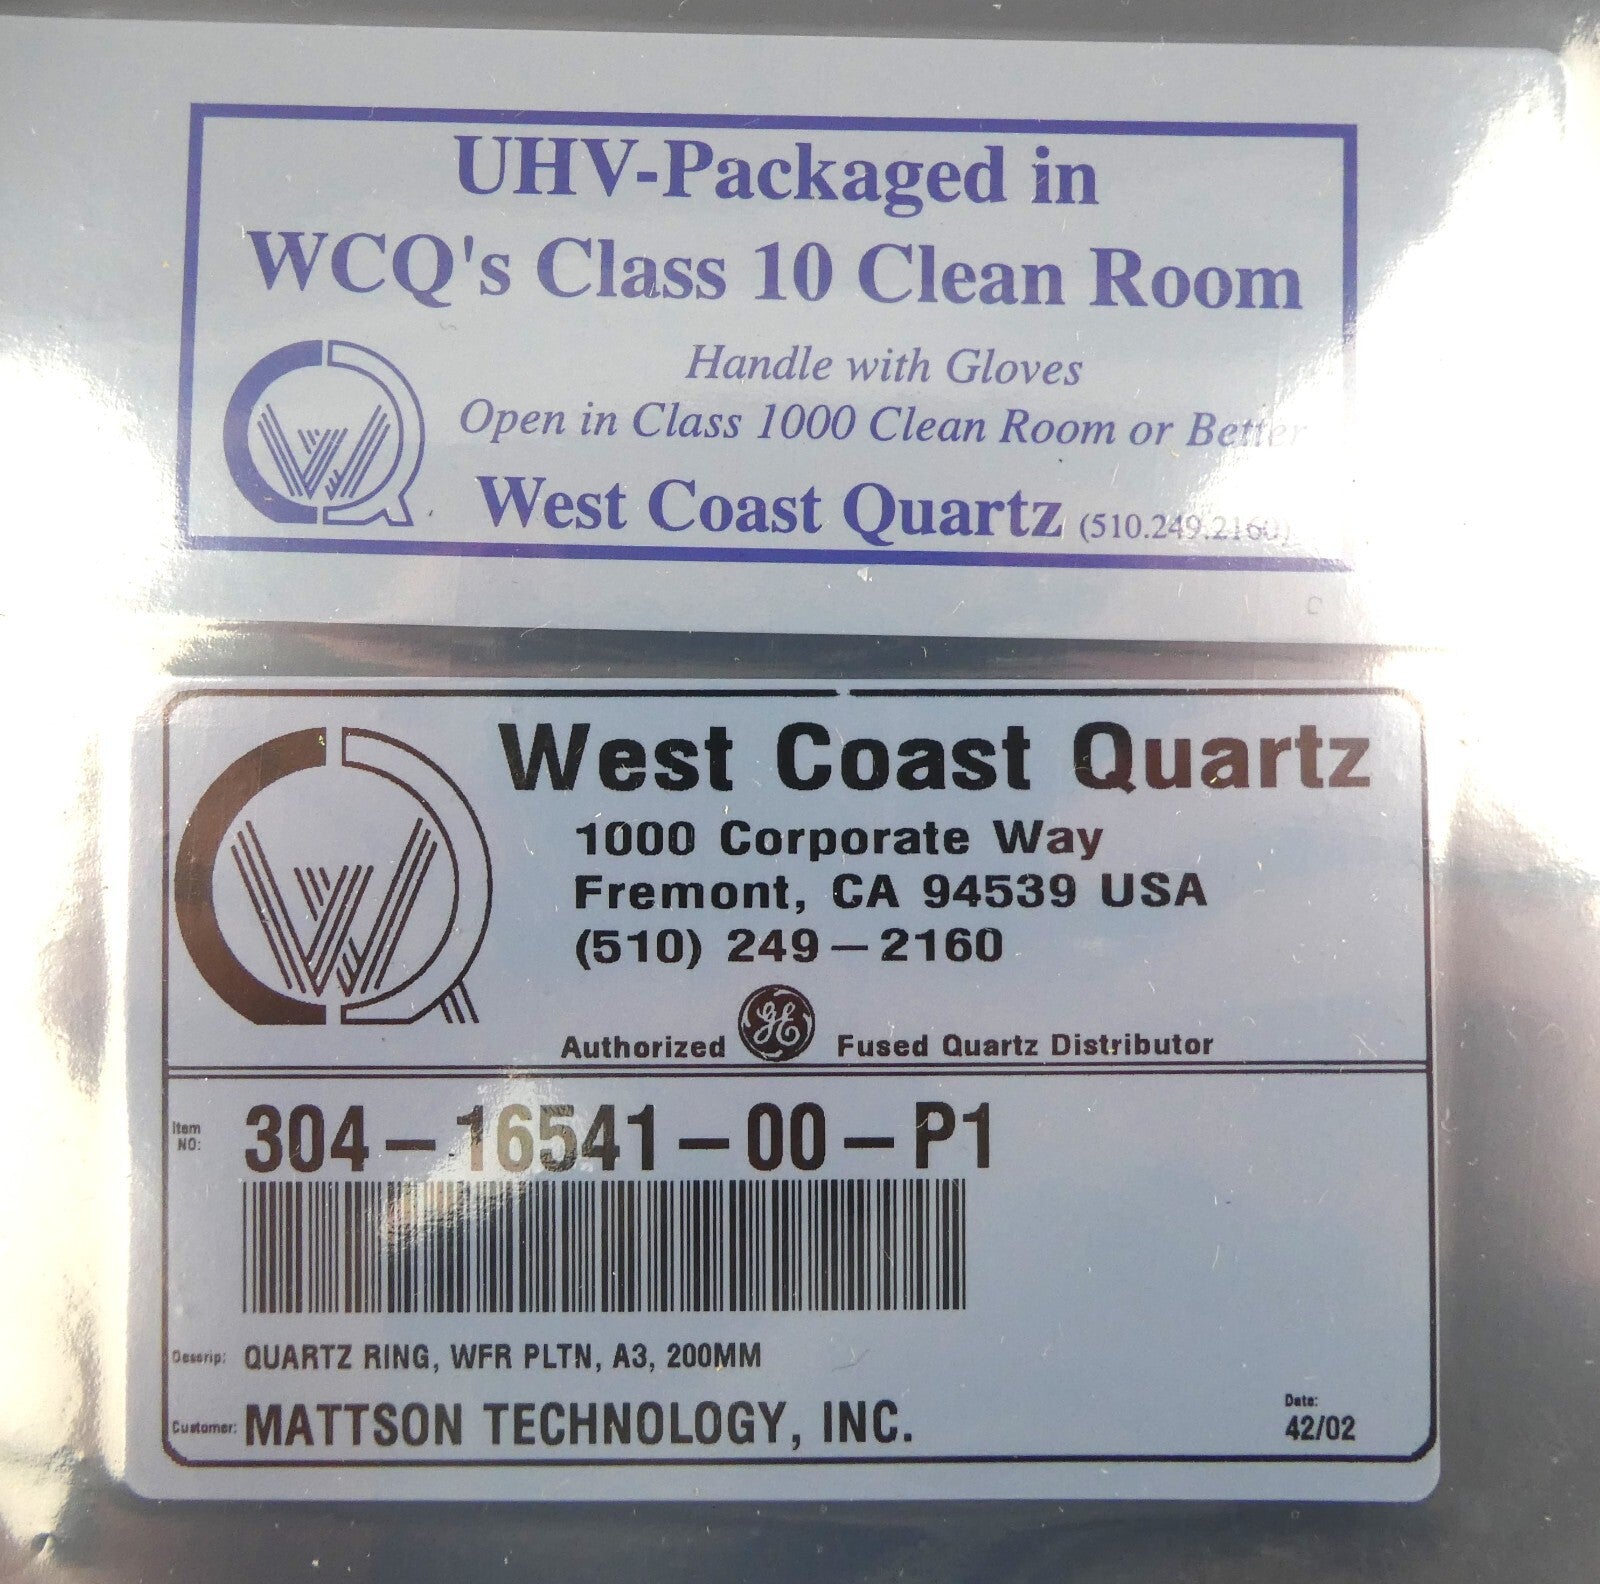 UHV-Packaged in
WCQ's Class 10 Clean Room
Handle with Gloves
Open in Class 1000 Clean Room or Better
West Coast Quartz (510.249.2160)
West Coast Quartz
1000 Corporate Way
Fremont, CA 94539 USA
(510) 249-2160
Authorized GE Fused Quartz Distributor
Item NO: 304-16541-00-P1
Descrip: QUARTZ RING, WFR PLTN, A3, 200MM
Customer: MATTSON TECHNOLOGY, INC.
Date:
42/02